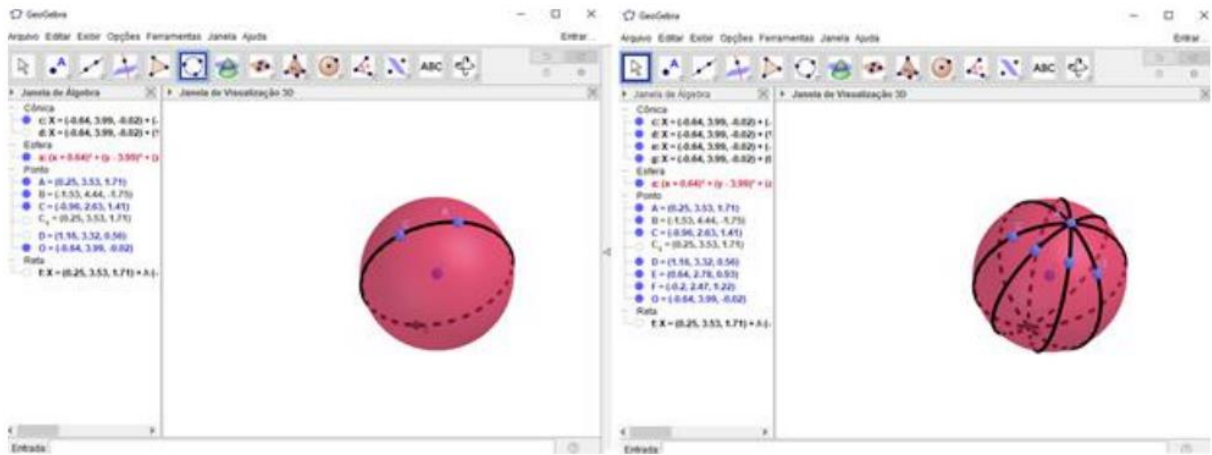 GeoGebra
Arquivo Editar Exibir Opções Ferramentas Janela Ajuda
Entrar...
ABC
Janela de Álgebra
Janela de Visualização 3D
Cônica
c: X = (-0.64, 3.99, -0.02) + (-
d: X = (-0.64, 3.99, -0.02) + (1
Esfera
a: (x + 0.64)² + (y - 3.99)² + (z
Ponto
A = (0.25, 3.53, 1.71)
B = (-1.53, 4.44, -1.75)
C = (-0.96, 2.63, 1.41)
C₁ = (0.25, 3.53, 1.71)
D = (1.16, 3.32, 0.56)
O = (-0.64, 3.99, -0.02)
Reta
f: X = (0.25, 3.53, 1.71) + λ (-
Entrada:
GeoGebra
Arquivo Editar Exibir Opções Ferramentas Janela Ajuda
Entrar...
ABC
Janela de Álgebra
Janela de Visualização 3D
Cônica
c: X = (-0.64, 3.99, -0.02) + (-
d: X = (-0.64, 3.99, -0.02) + (1
e: X = (-0.64, 3.99, -0.02) + (-
g: X = (-0.64, 3.99, -0.02) + (0
Esfera
a: (x + 0.64)² + (y - 3.99)² + (z
Ponto
A = (0.25, 3.53, 1.71)
B = (-1.53, 4.44, -1.75)
C = (-0.96, 2.63, 1.41)
C₁ = (0.25, 3.53, 1.71)
D = (1.16, 3.32, 0.56)
E = (0.64, 2.78, 0.93)
F = (-0.2, 2.47, 1.22)
O = (-0.64, 3.99, -0.02)
Reta
f: X = (0.25, 3.53, 1.71) + λ (-
Entrada: